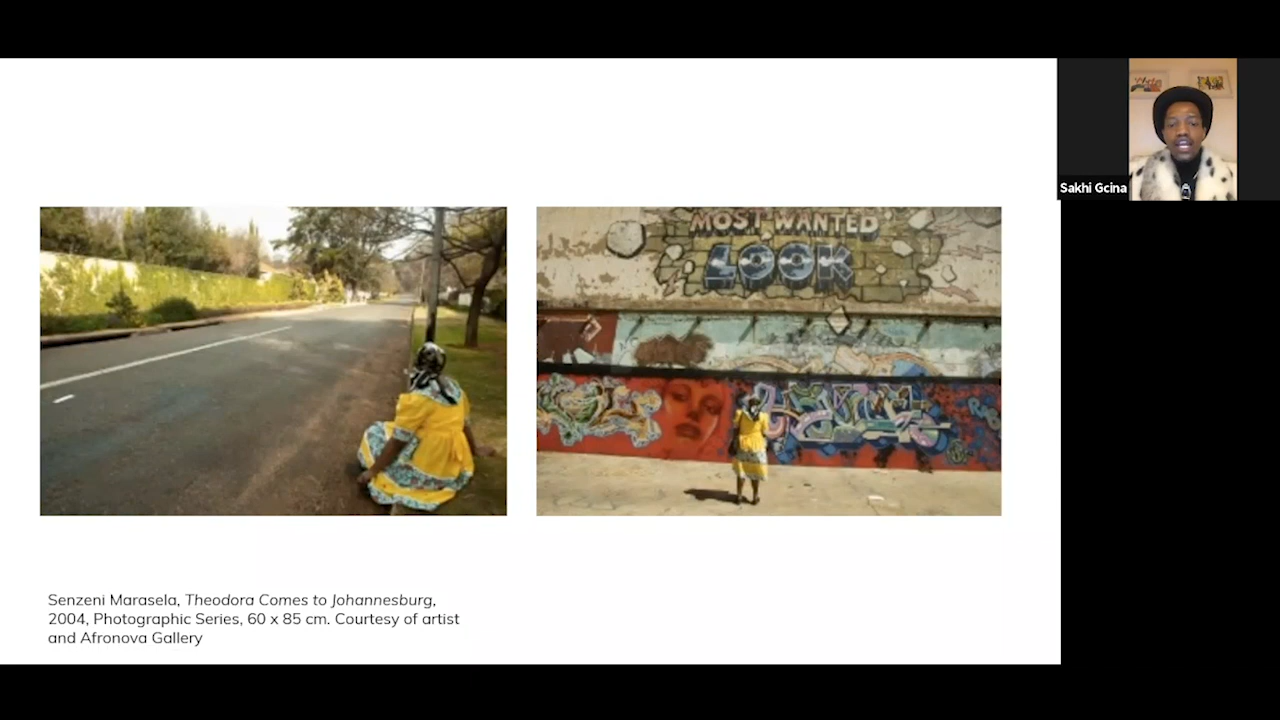 MOST WANTED
LOOK
Senzeni Marasela, Theodora Comes to Johannesburg,
2004, Photographic Series, 60 x 85 cm. Courtesy of artist
and Afronova Gallery
Sakhi Gcina